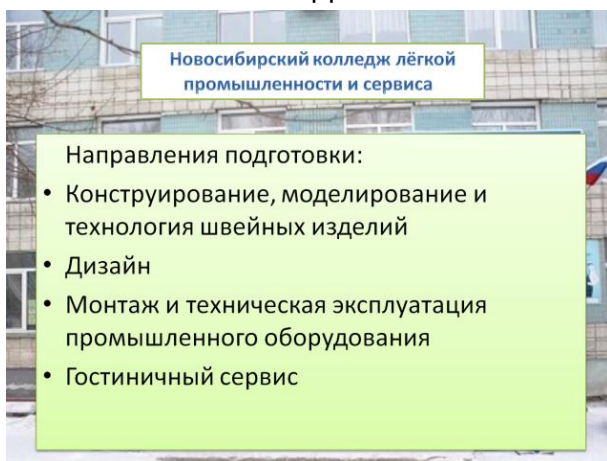 Новосибирский колледж лёгкой
промышленности и сервиса
Направления подготовки:
• Конструирование, моделирование и
технология швейных изделий
• Дизайн
• Монтаж и техническая эксплуатация
промышленного оборудования
• Гостиничный сервис